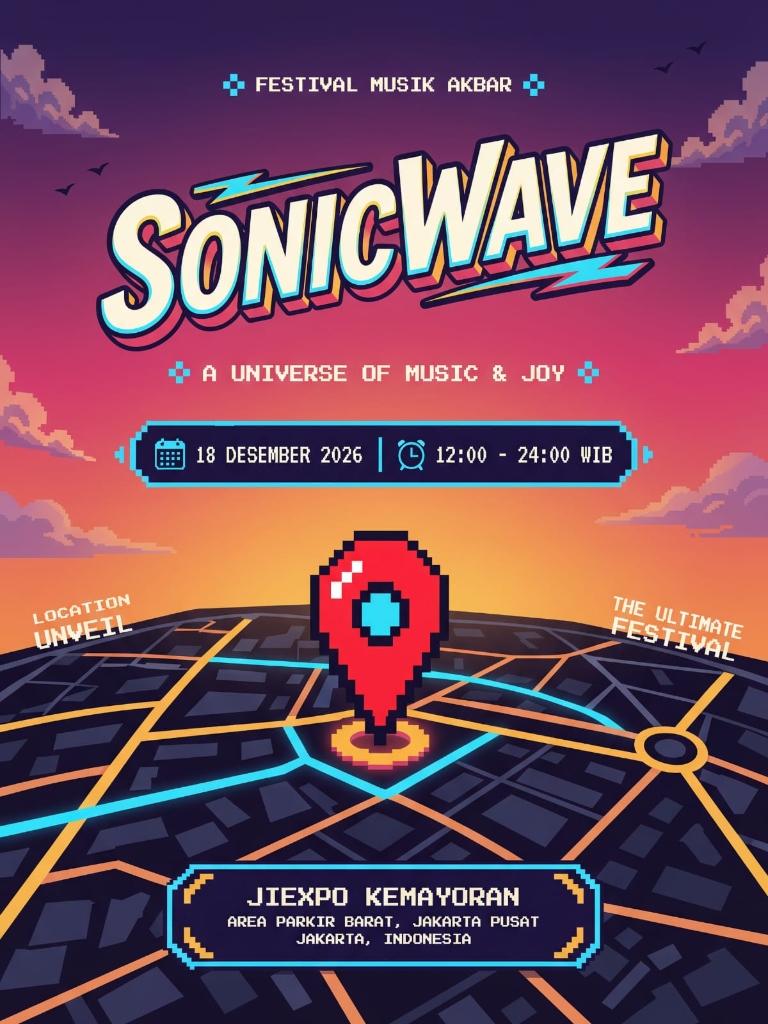 FESTIVAL MUSIK AKBAR
SONICWAVE
A UNIVERSE OF MUSIC & JOY
18 DESEMBER 2026 | 12:00 - 24:00 WIB
LOCATION
UNVEIL
THE ULTIMATE
FESTIVAL
JIEXPO KEMAYORAN
AREA PARKIR BARAT, JAKARTA PUSAT
JAKARTA, INDONESIA